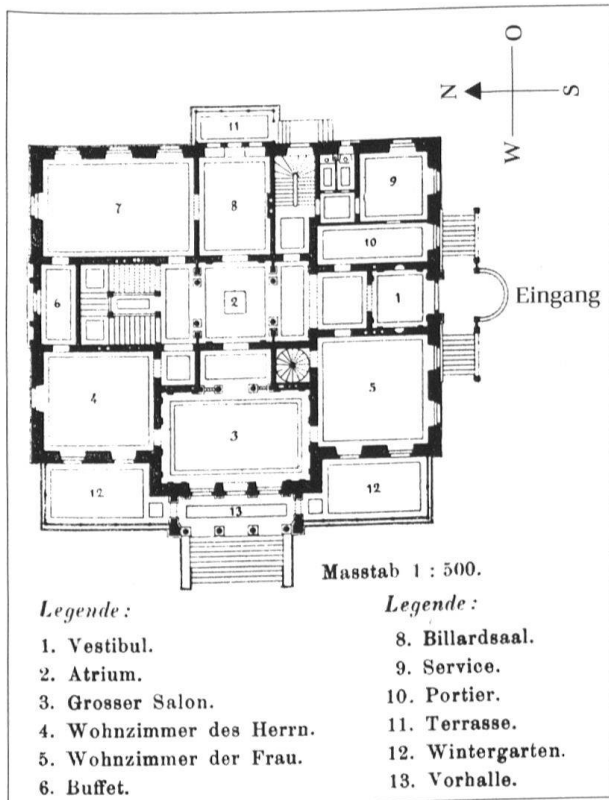 O
N
S
W
11
7
8
9
10
6
2
1
Eingang
4
3
5
12
12
13
Masstab 1 : 500.
Legende:
1. Vestibul.
2. Atrium.
3. Grosser Salon.
4. Wohnzimmer des Herrn.
5. Wohnzimmer der Frau.
6. Buffet.
Legende:
8. Billardsaal.
9. Service.
10. Portier.
11. Terrasse.
12. Wintergarten.
13. Vorhalle.